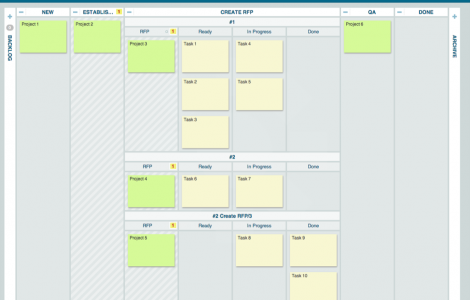 NEW
ESTABLIS... 1
CREATE RFP
QA
DONE
BACKLOG
ARCHIVE
Project 1
Project 2
#1
RFP 1
Ready
In Progress
Done
Project 3
Task 1
Task 4
Project 6
Task 2
Task 5
Task 3
#2
RFP 1
Ready
In Progress
Done
Project 4
Task 6
Task 7
#2 Create RFP/3
RFP 1
Ready
In Progress
Done
Task 8
Task 9
Task 10